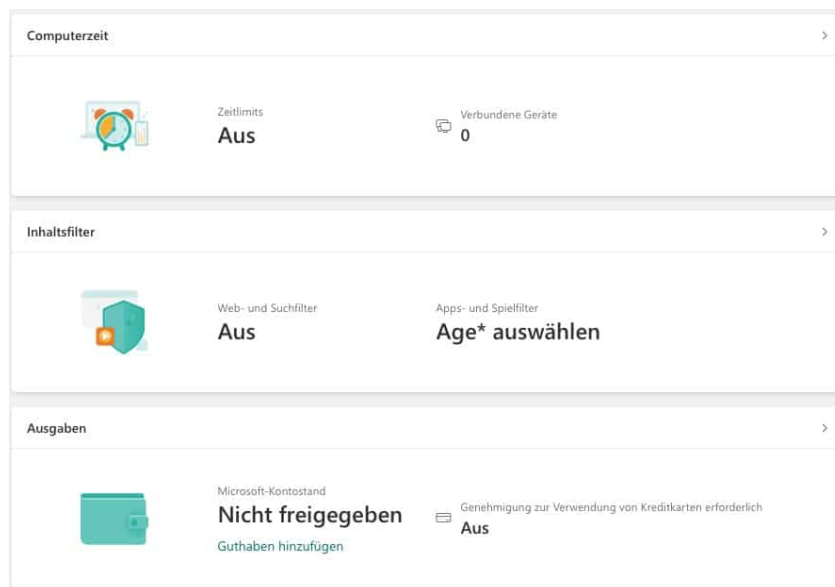 Computerzeit
Zeitlimits
Aus
Verbundene Geräte
0
Inhaltsfilter
Web- und Suchfilter
Aus
Apps- und Spielfilter
Age* auswählen
Ausgaben
Microsoft-Kontostand
Nicht freigegeben
Guthaben hinzufügen
Genehmigung zur Verwendung von Kreditkarten erforderlich
Aus